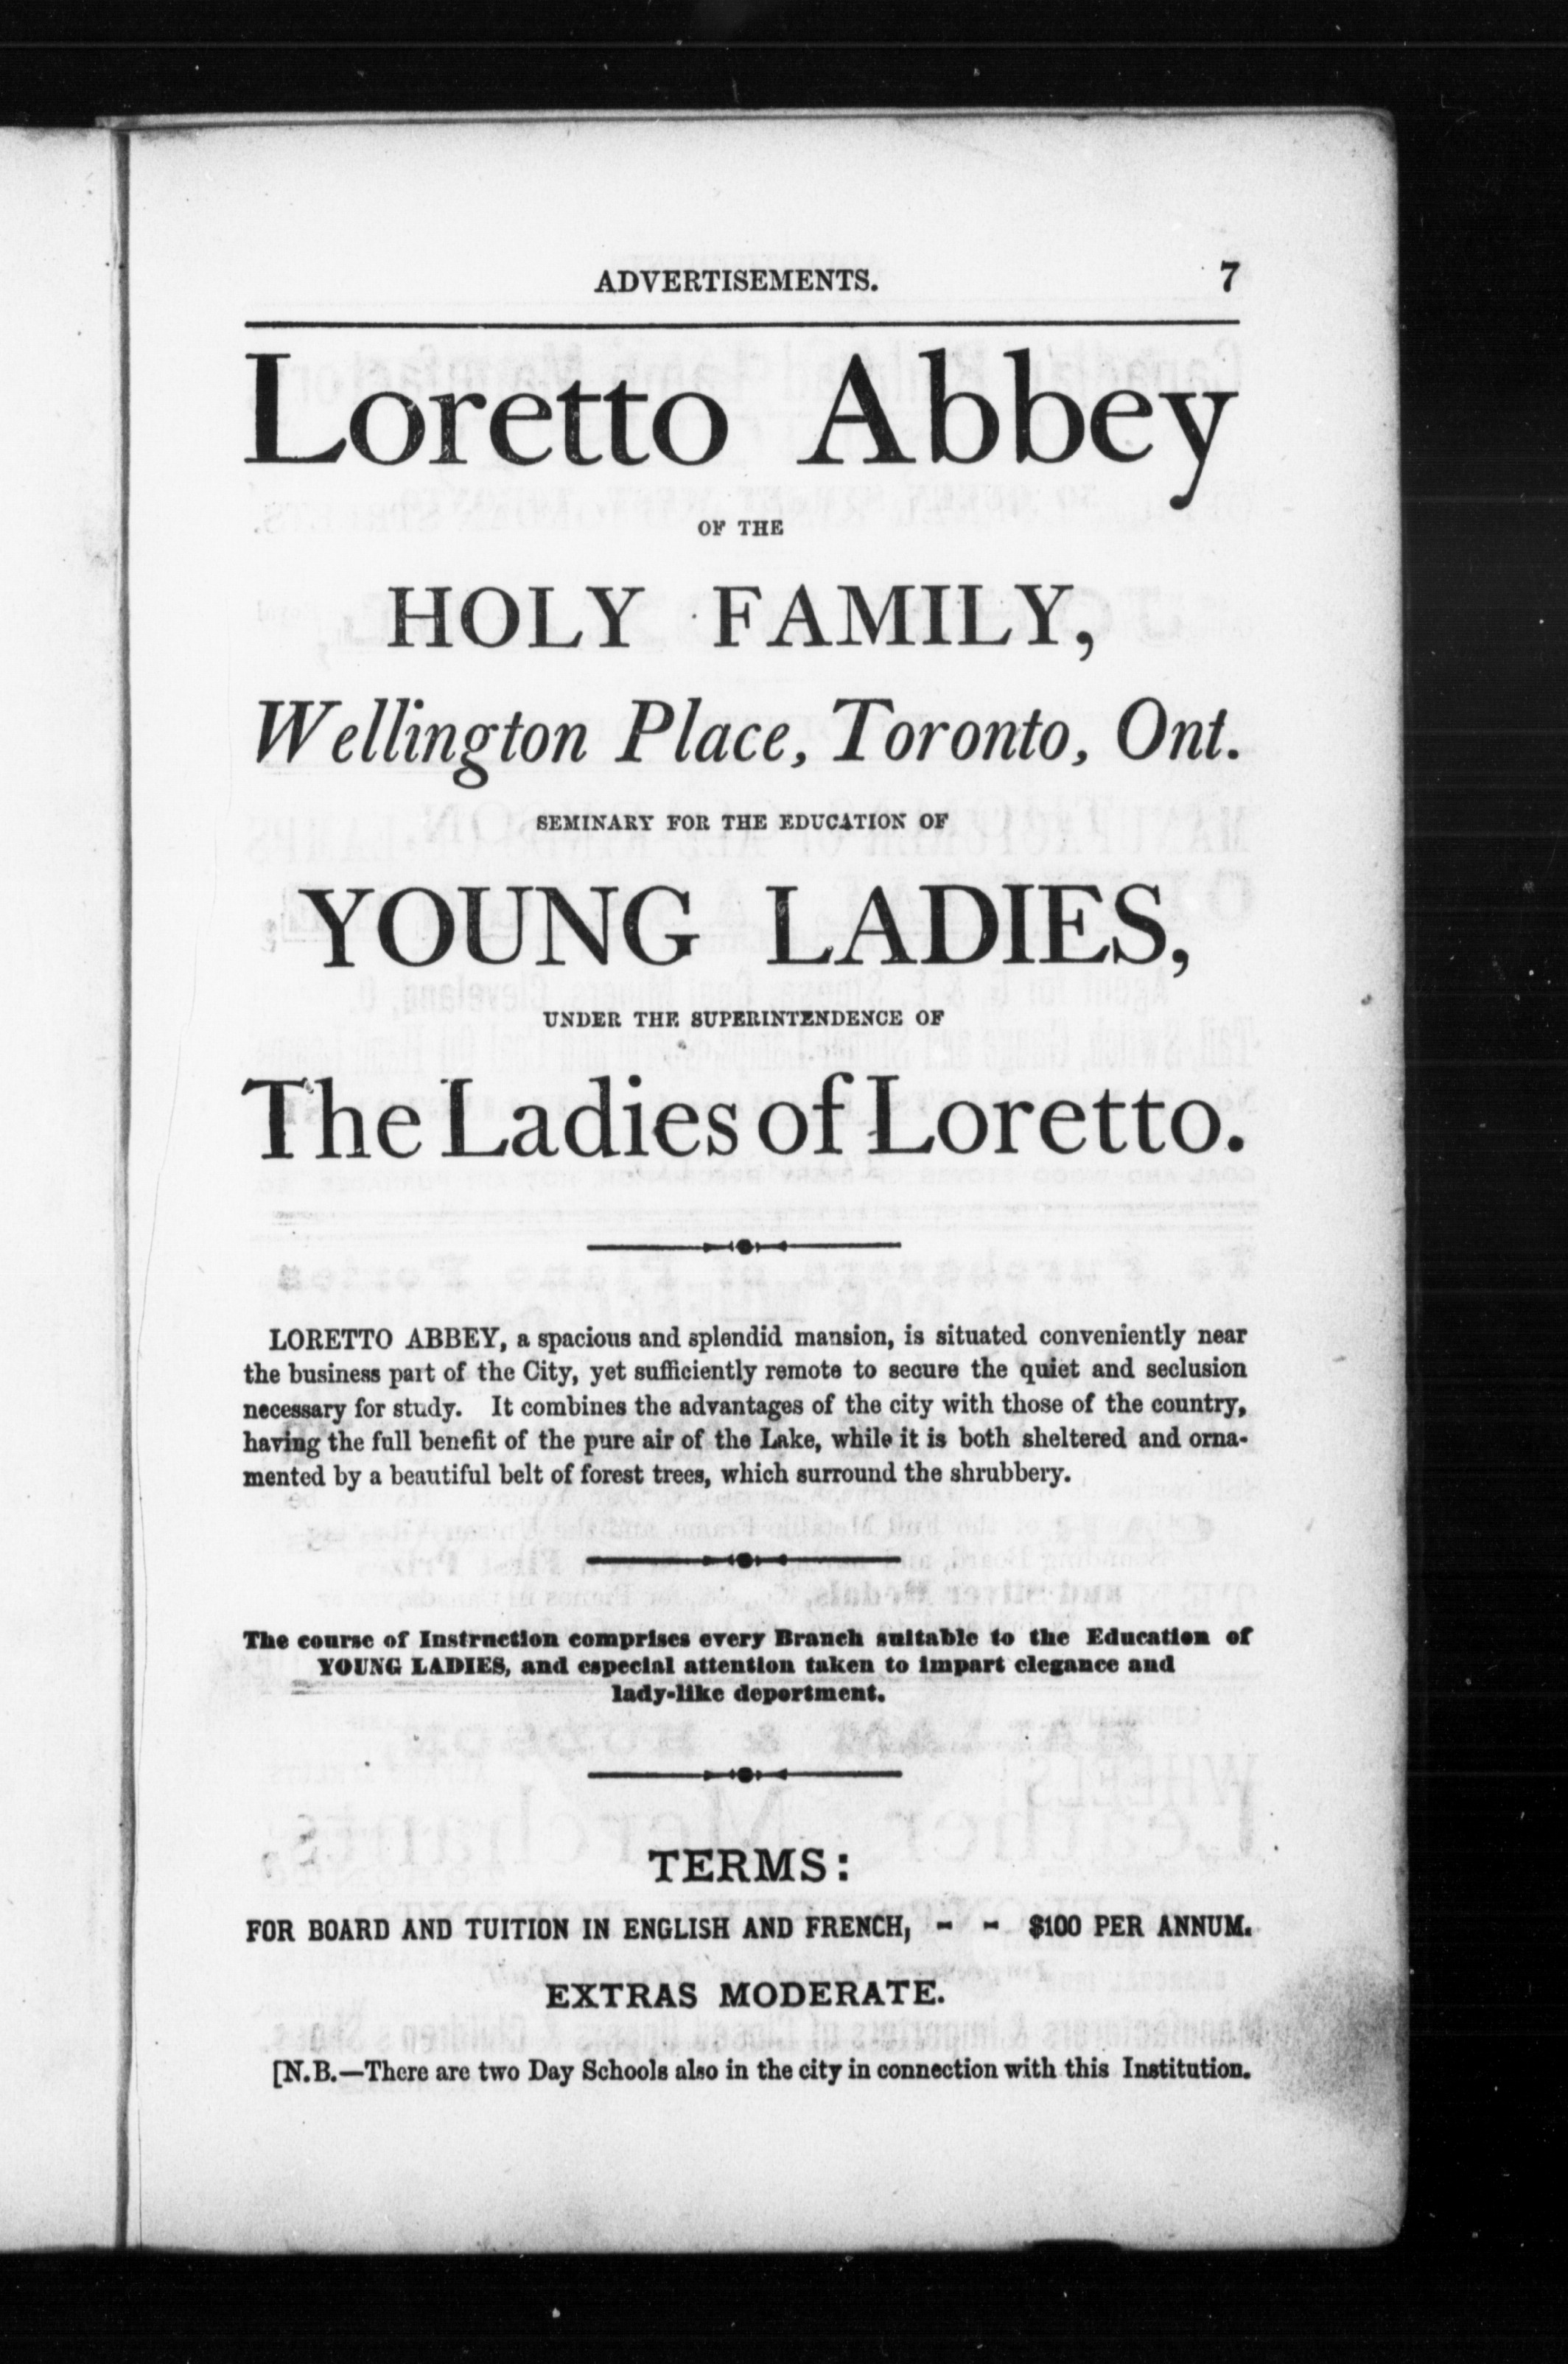 ADVERTISEMENTS. 7
Loretto Abbey
OF THE
HOLY FAMILY,
Wellington Place, Toronto, Ont.
SEMINARY FOR THE EDUCATION OF
YOUNG LADIES,
UNDER THE SUPERINTENDENCE OF
The Ladies of Loretto.
LORETTO ABBEY, a spacious and splendid mansion, is situated conveniently near
the business part of the City, yet sufficiently remote to secure the quiet and seclusion
necessary for study. It combines the advantages of the city with those of the country,
having the full benefit of the pure air of the Lake, while it is both sheltered and orna-
mented by a beautiful belt of forest trees, which surround the shrubbery.
The course of Instruction comprises every Branch suitable to the Education of
YOUNG LADIES, and especial attention taken to impart elegance and
lady-like deportment.
TERMS:
FOR BOARD AND TUITION IN ENGLISH AND FRENCH, - - $100 PER ANNUM.
EXTRAS MODERATE.
[N.B.—There are two Day Schools also in the city in connection with this Institution.